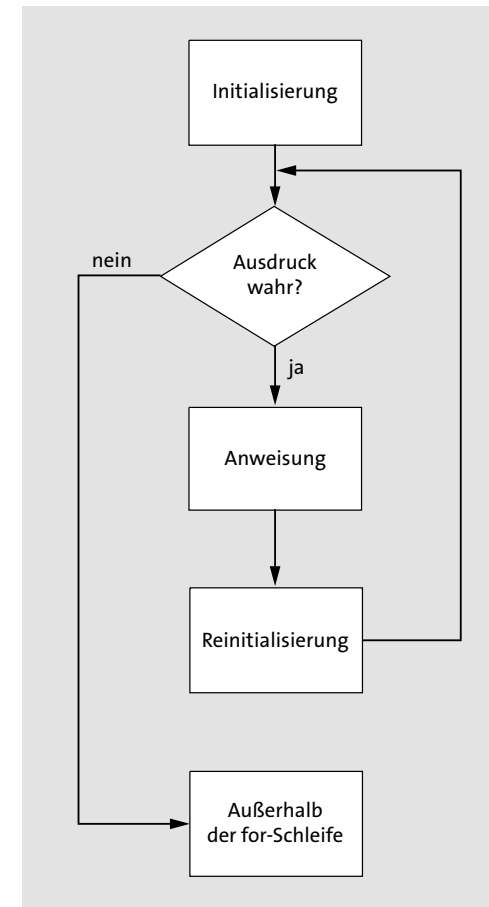 Initialisierung
nein
Ausdruck
wahr?
ja
Anweisung
Reinitialisierung
Außerhalb
der for-Schleife